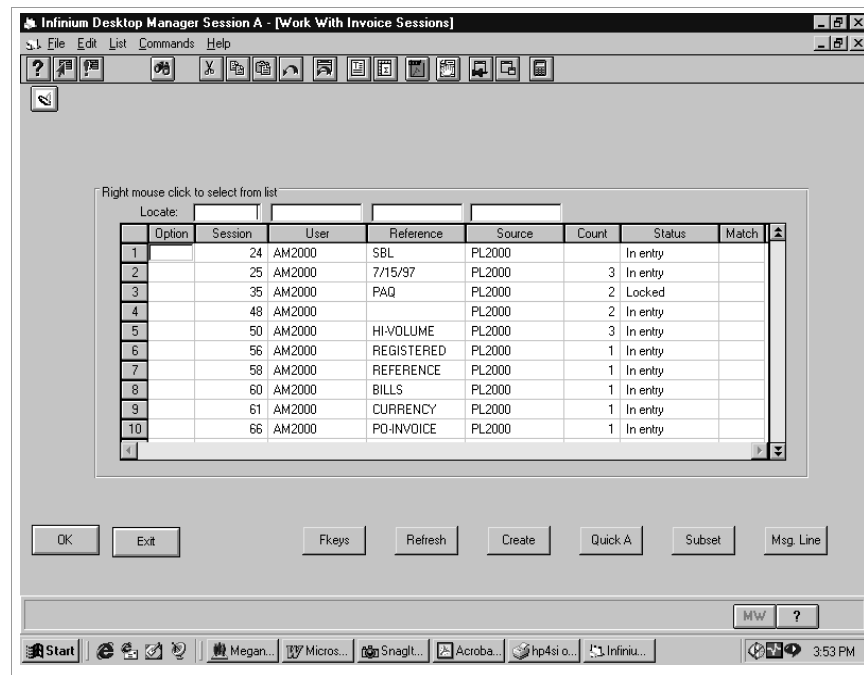 Infinium Desktop Manager Session A - [Work With Invoice Sessions]
File Edit List Commands Help
Right mouse click to select from list
Locate:
Option Session User Reference Source Count Status Match
1 24 AM2000 SBL PL2000 In entry
2 25 AM2000 7/15/97 PL2000 3 In entry
3 35 AM2000 PAQ PL2000 2 Locked
4 48 AM2000 PL2000 2 In entry
5 50 AM2000 HI-VOLUME PL2000 3 In entry
6 56 AM2000 REGISTERED PL2000 1 In entry
7 58 AM2000 REFERENCE PL2000 1 In entry
8 60 AM2000 BILLS PL2000 1 In entry
9 61 AM2000 CURRENCY PL2000 1 In entry
10 66 AM2000 PO-INVOICE PL2000 1 In entry
OK Exit Fkeys Refresh Create Quick A Subset Msg. Line
MW ?
Start Megan... Micros... SnagIt... Acroba... hp4si o... Infiniu... 3:53 PM